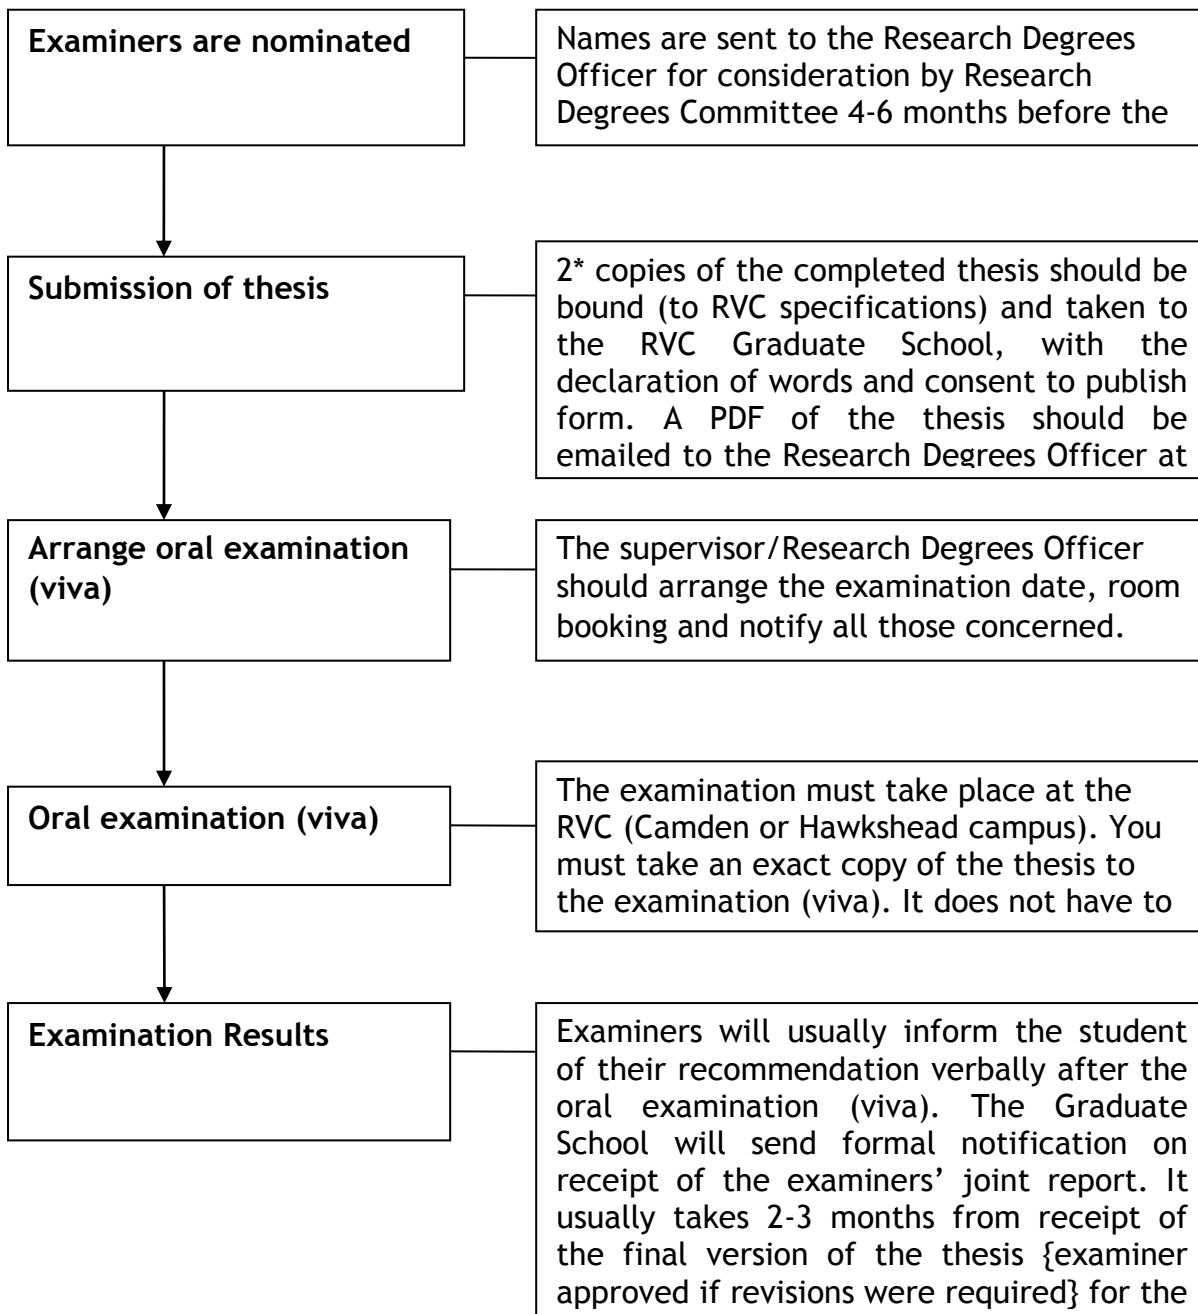 Examiners are nominated
Names are sent to the Research Degrees
Officer for consideration by Research
Degrees Committee 4-6 months before the
Submission of thesis
2* copies of the completed thesis should be
bound (to RVC specifications) and taken to
the RVC Graduate School, with the
declaration of words and consent to publish
form. A PDF of the thesis should be
emailed to the Research Degrees Officer at
Arrange oral examination
(viva)
The supervisor/Research Degrees Officer
should arrange the examination date, room
booking and notify all those concerned.
Oral examination (viva)
The examination must take place at the
RVC (Camden or Hawkshead campus). You
must take an exact copy of the thesis to
the examination (viva). It does not have to
Examination Results
Examiners will usually inform the student
of their recommendation verbally after the
oral examination (viva). The Graduate
School will send formal notification on
receipt of the examiners’ joint report. It
usually takes 2-3 months from receipt of
the final version of the thesis {examiner
approved if revisions were required} for the